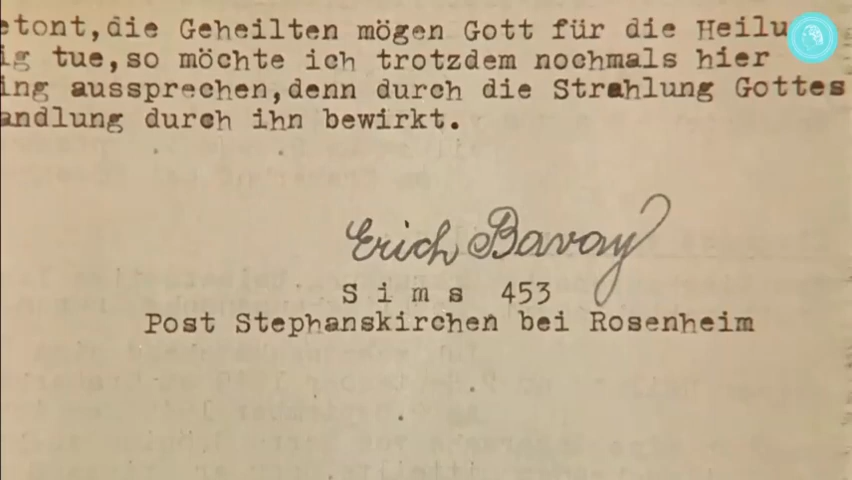 etont,die Geheilten mögen Gott für die Heilu
ig tue,so möchte ich trotzdem nochmals hier
ing aussprechen,denn durch die Strahlung Gottes
andlung durch ihn bewirkt.
Erich Bavay
S i m s 453
Post Stephanskirchen bei Rosenheim